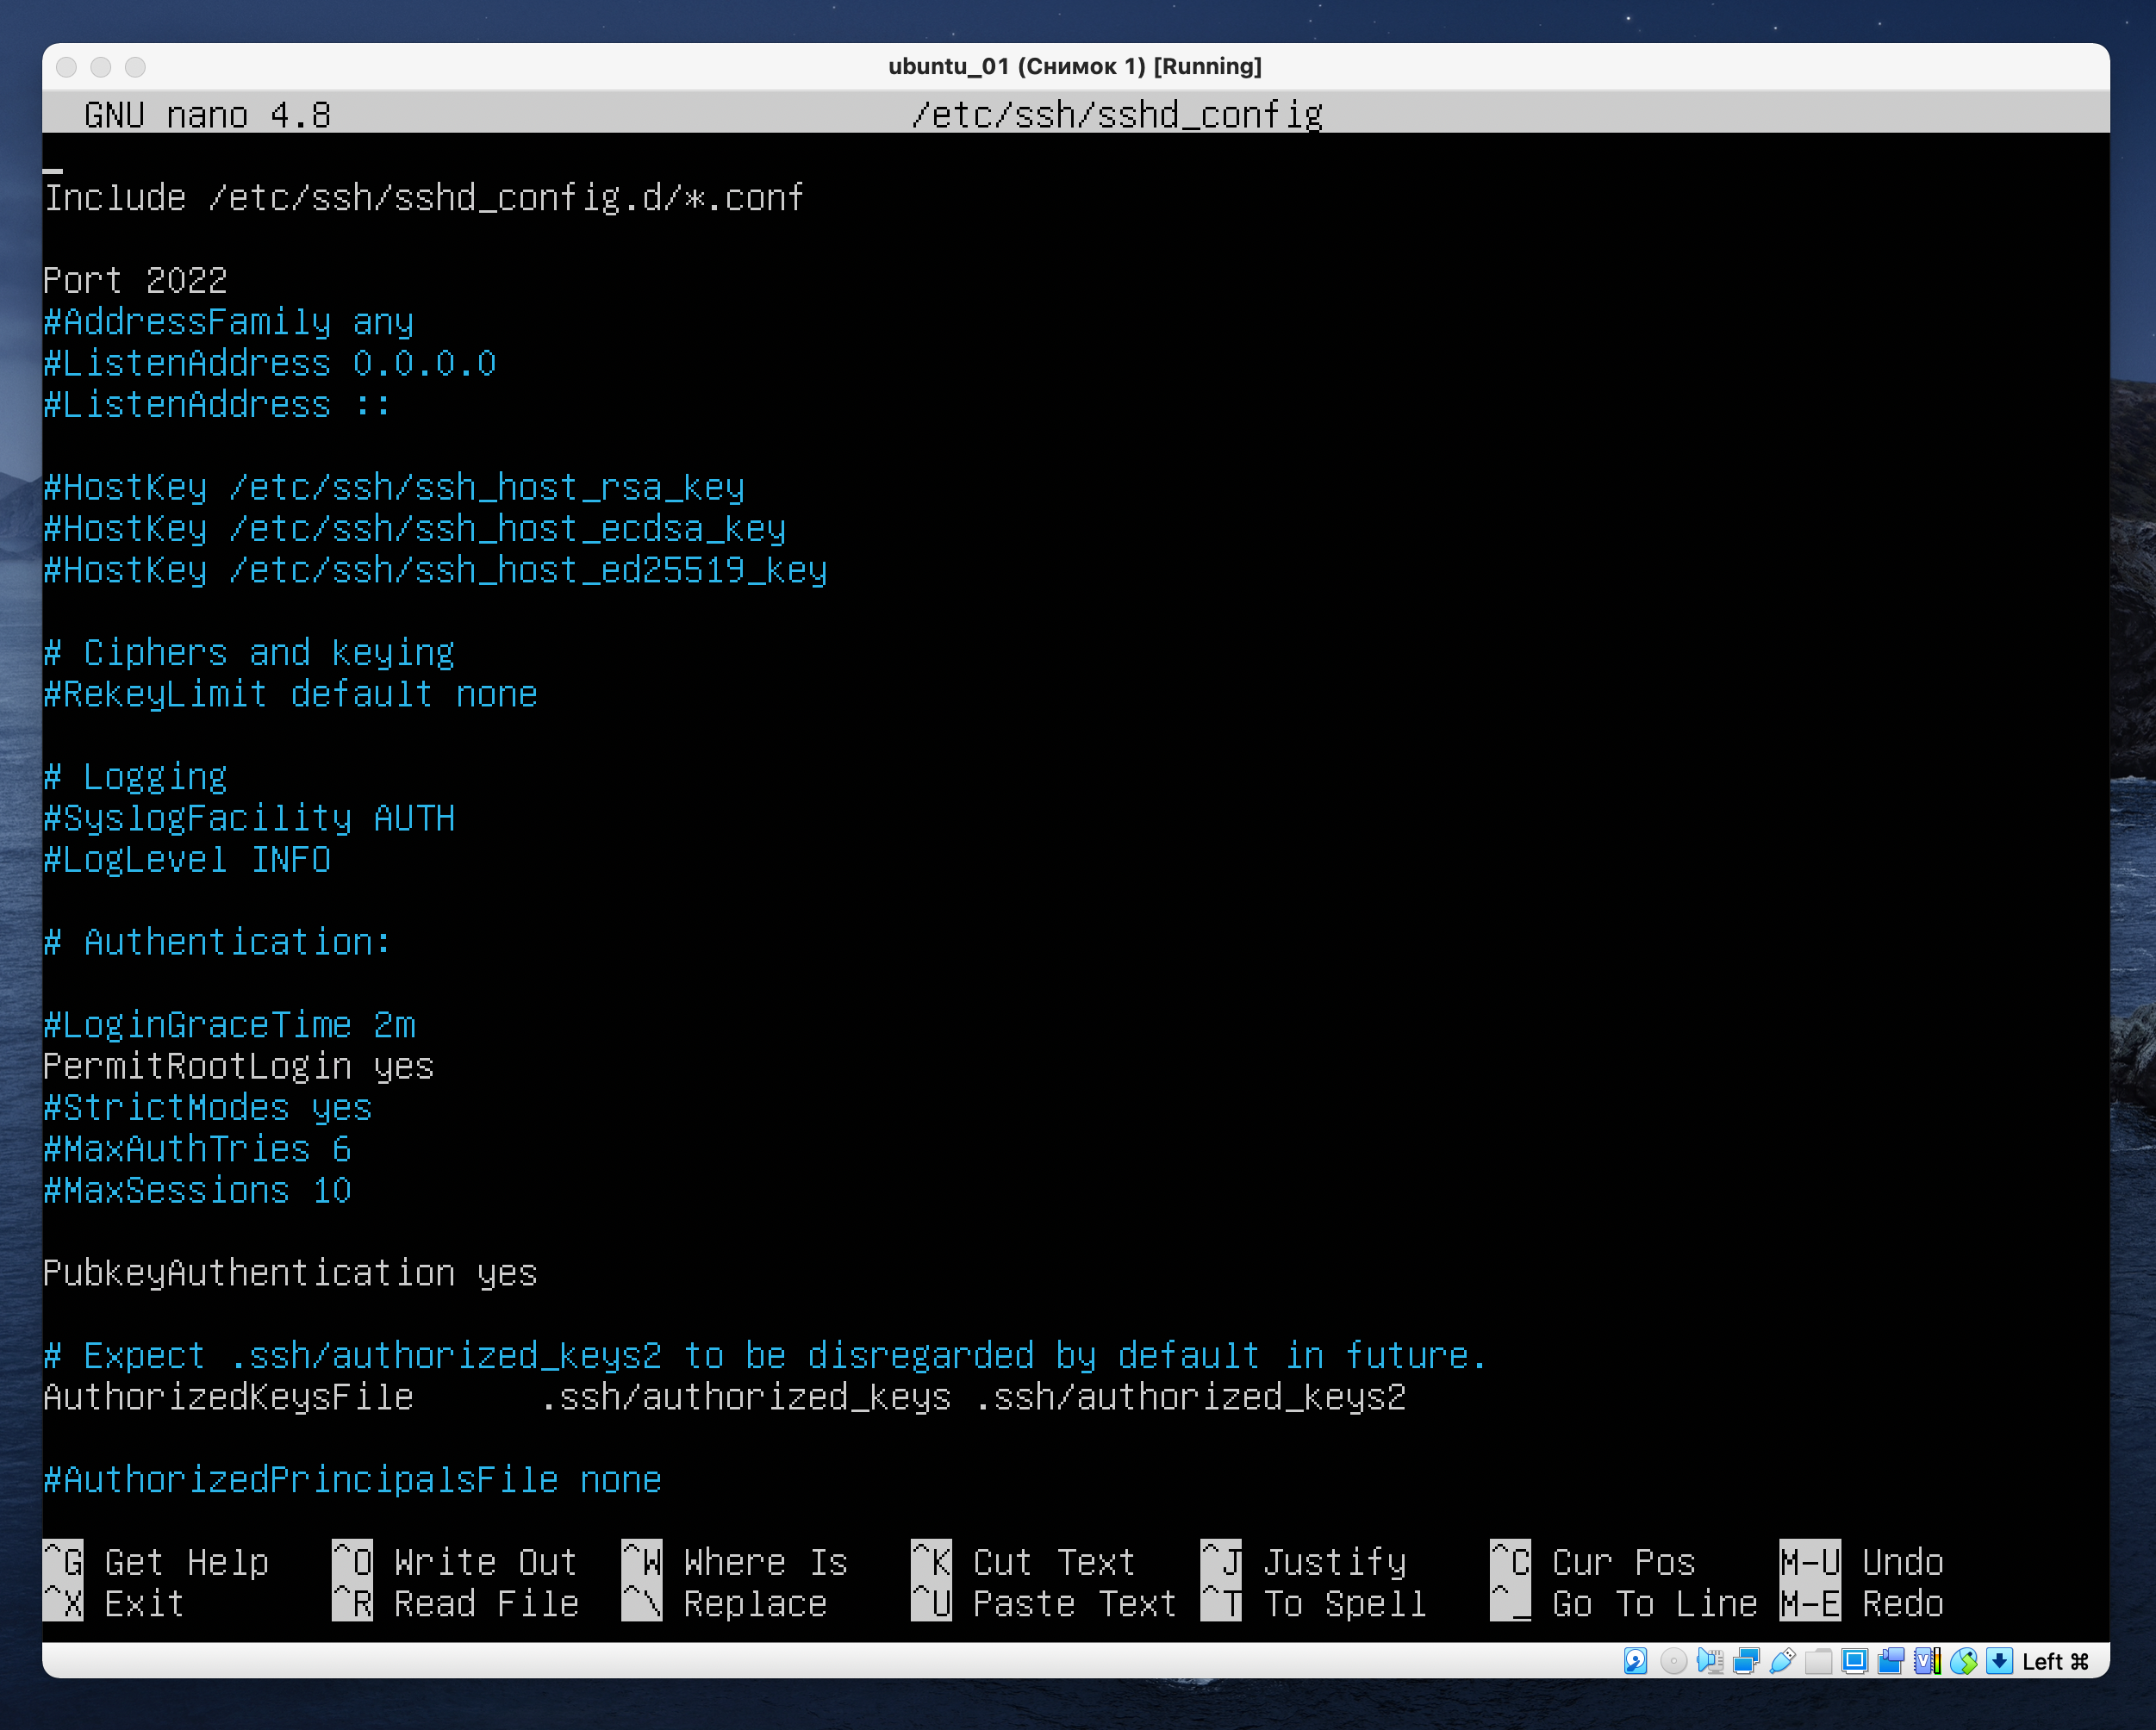 ubuntu_01 (Снимок 1) [Running]
GNU nano 4.8 /etc/ssh/sshd_config
Include /etc/ssh/sshd_config.d/*.conf
Port 2022
#AddressFamily any
#ListenAddress 0.0.0.0
#ListenAddress ::
#HostKey /etc/ssh/ssh_host_rsa_key
#HostKey /etc/ssh/ssh_host_ecdsa_key
#HostKey /etc/ssh/ssh_host_ed25519_key
# Ciphers and keying
#RekeyLimit default none
# Logging
#SyslogFacility AUTH
#LogLevel INFO
# Authentication:
#LoginGraceTime 2m
PermitRootLogin yes
#StrictModes yes
#MaxAuthTries 6
#MaxSessions 10
PubkeyAuthentication yes
# Expect .ssh/authorized_keys2 to be disregarded by default in future.
AuthorizedKeysFile .ssh/authorized_keys .ssh/authorized_keys2
#AuthorizedPrincipalsFile none
^G Get Help ^O Write Out ^W Where Is ^K Cut Text ^J Justify ^C Cur Pos M-U Undo
^X Exit ^R Read File ^\ Replace ^U Paste Text ^T To Spell ^_ Go To Line M-E Redo
Left ⌘